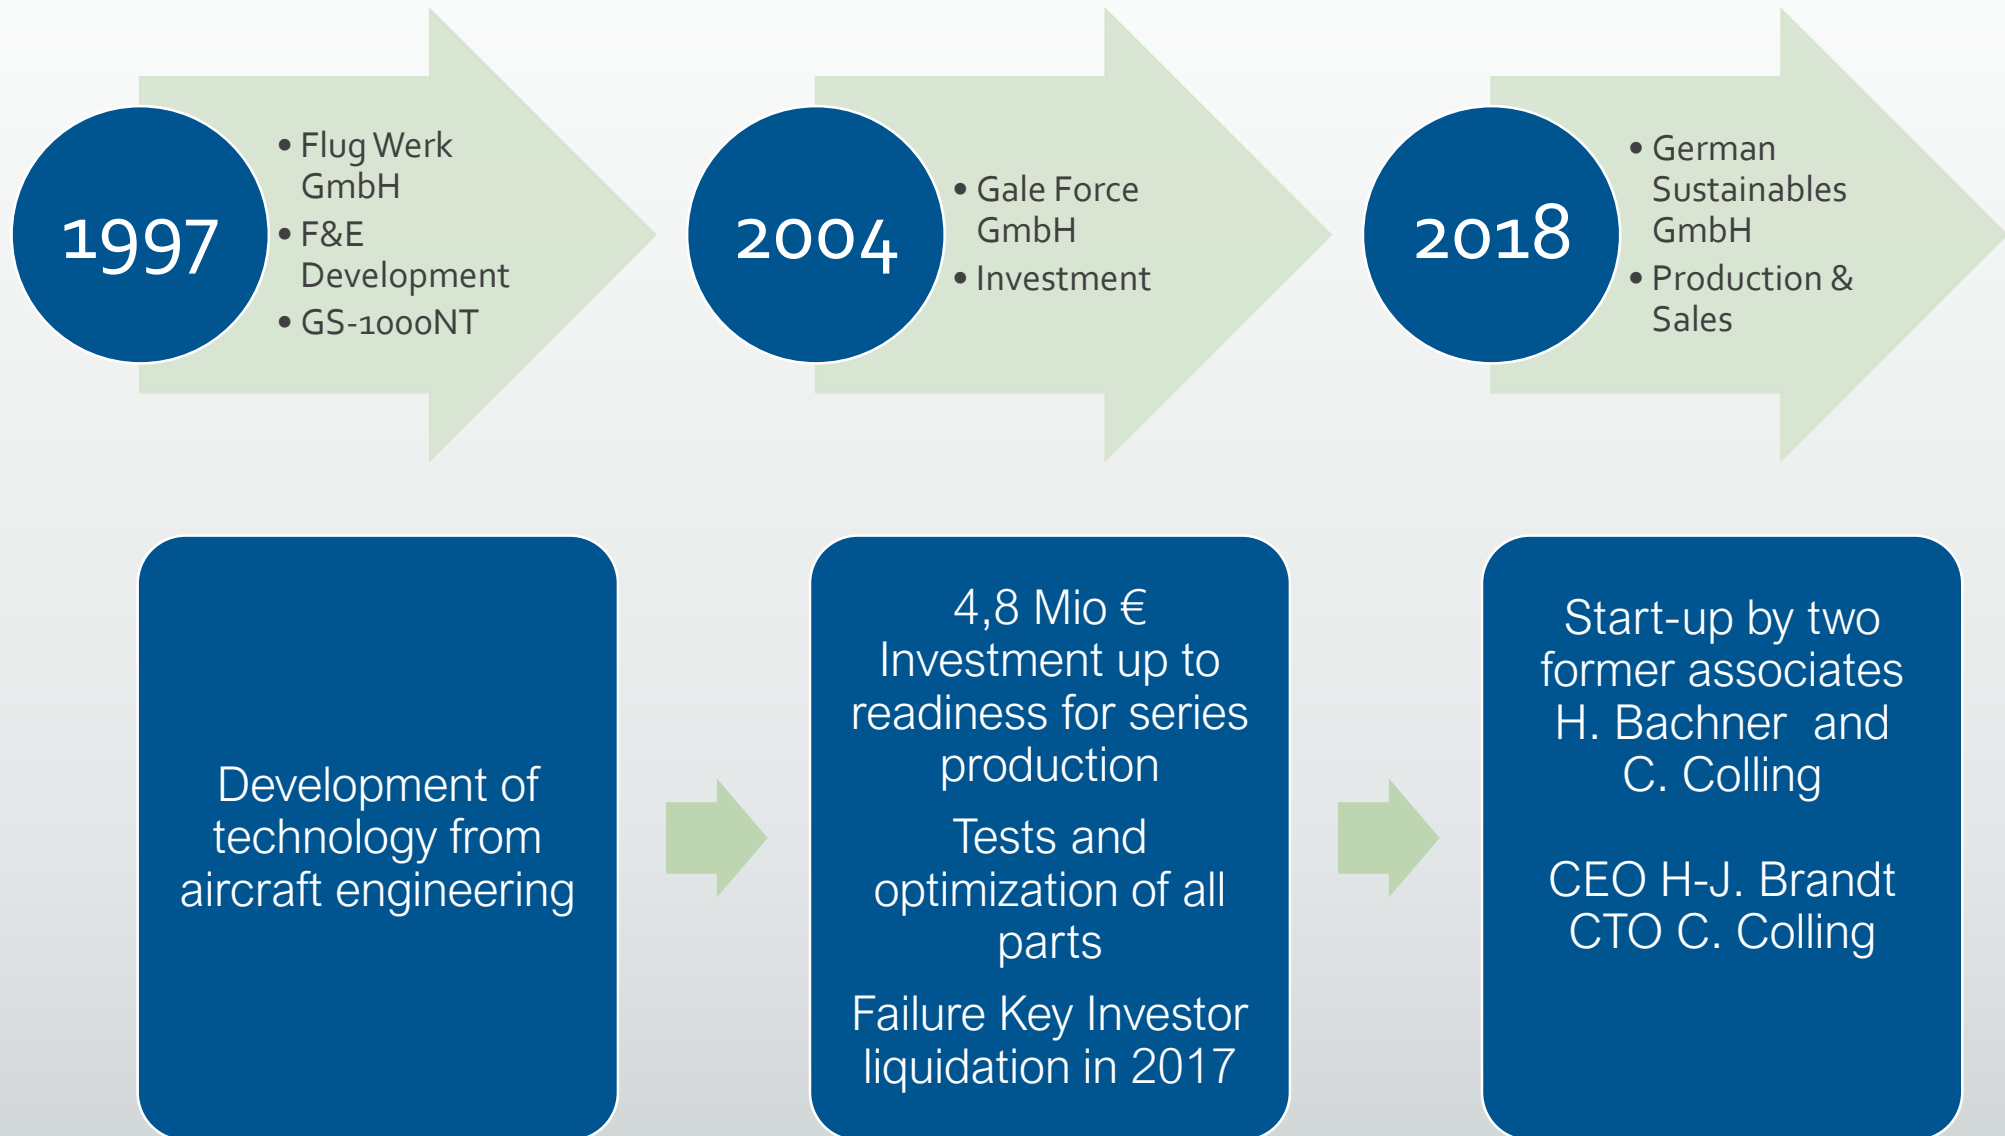 1997
• Flug Werk
GmbH
• F&E
Development
• GS-1000NT
2004
• Gale Force
GmbH
• Investment
2018
• German
Sustainables
GmbH
• Production &
Sales
Development of
technology from
aircraft engineering
4,8 Mio €
Investment up to
readiness for series
production
Tests and
optimization of all
parts
Failure Key Investor
liquidation in 2017
Start-up by two
former associates
H. Bachner and
C. Colling
CEO H-J. Brandt
CTO C. Colling